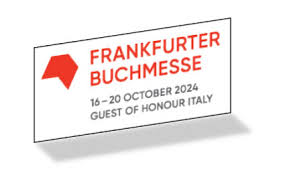 FRANKFURTER
BUCHMESSE
16–20 OCTOBER 2024
GUEST OF HONOUR ITALY